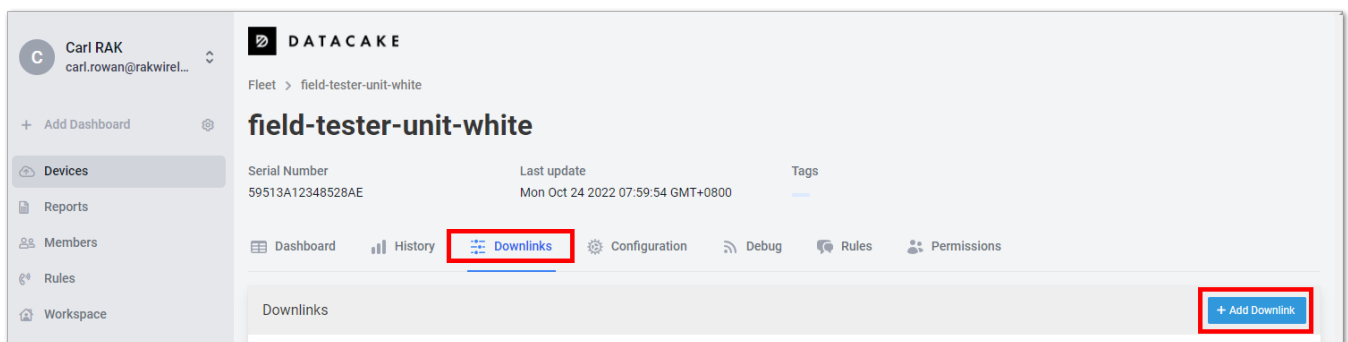 C
Carl RAK
carl.rowan@rakwirel...
+ Add Dashboard
Devices
Reports
Members
Rules
Workspace
DATACAKE
Fleet > field-tester-unit-white
field-tester-unit-white
Serial Number Last update Tags
59513A12348528AE Mon Oct 24 2022 07:59:54 GMT+0800
Dashboard History Downlinks Configuration Debug Rules Permissions
Downlinks + Add Downlink